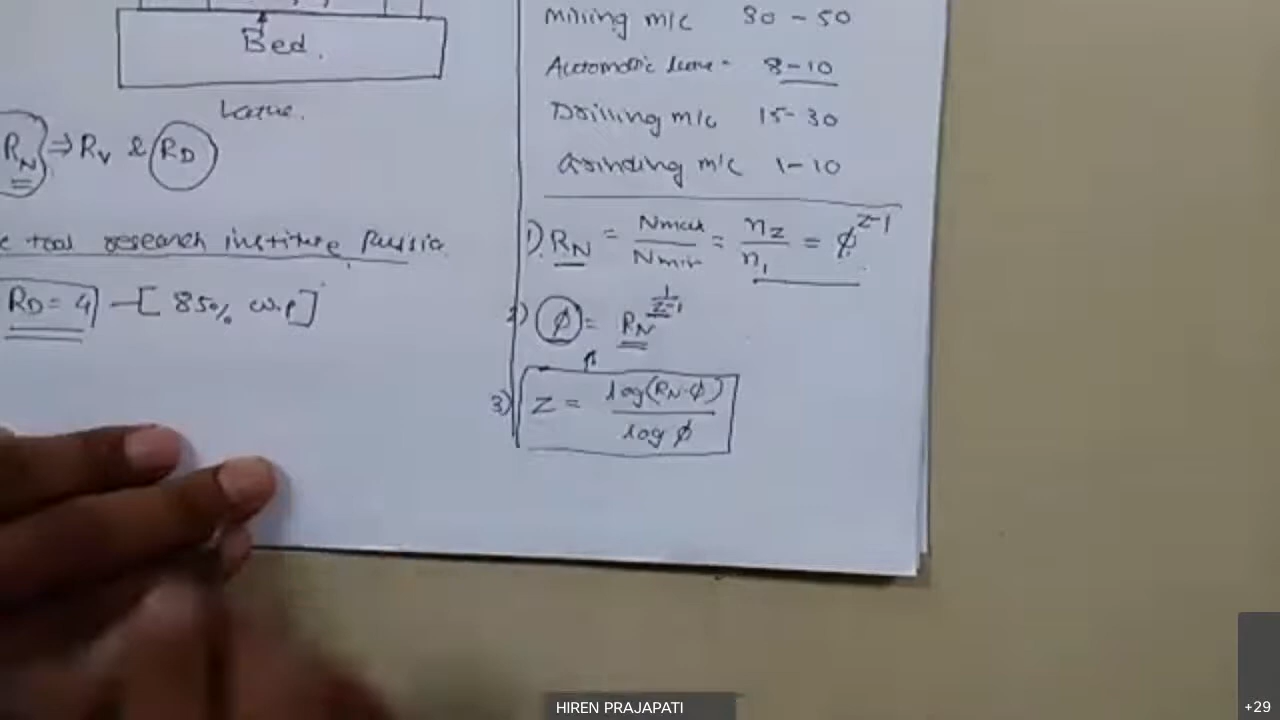 Bed.
Lathe.
RN ⇒ RV & RD
e tool research institute, Russia.
RD = 4 - [85% w.p]
Milling m/c 30 - 50
Automatic lathe - 8-10
Drilling m/c 15-30
Grinding m/c 1-10
1) RN = Nmax/Nmin = nz/n1 = ϕ^z-1
2) ϕ = RN^1/z-1
3) Z = log(RN·ϕ)/log ϕ
HIREN PRAJAPATI
+29